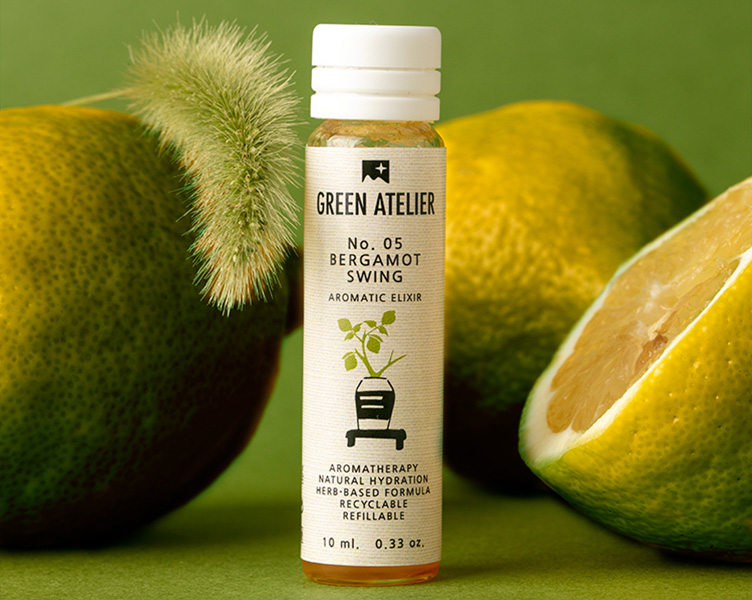 GREEN ATELIER
No. 05
BERGAMOT
SWING
AROMATIC ELIXIR
AROMATHERAPY
NATURAL HYDRATION
HERB-BASED FORMULA
RECYCLABLE
REFILLABLE
10 ml. 0.33 oz.